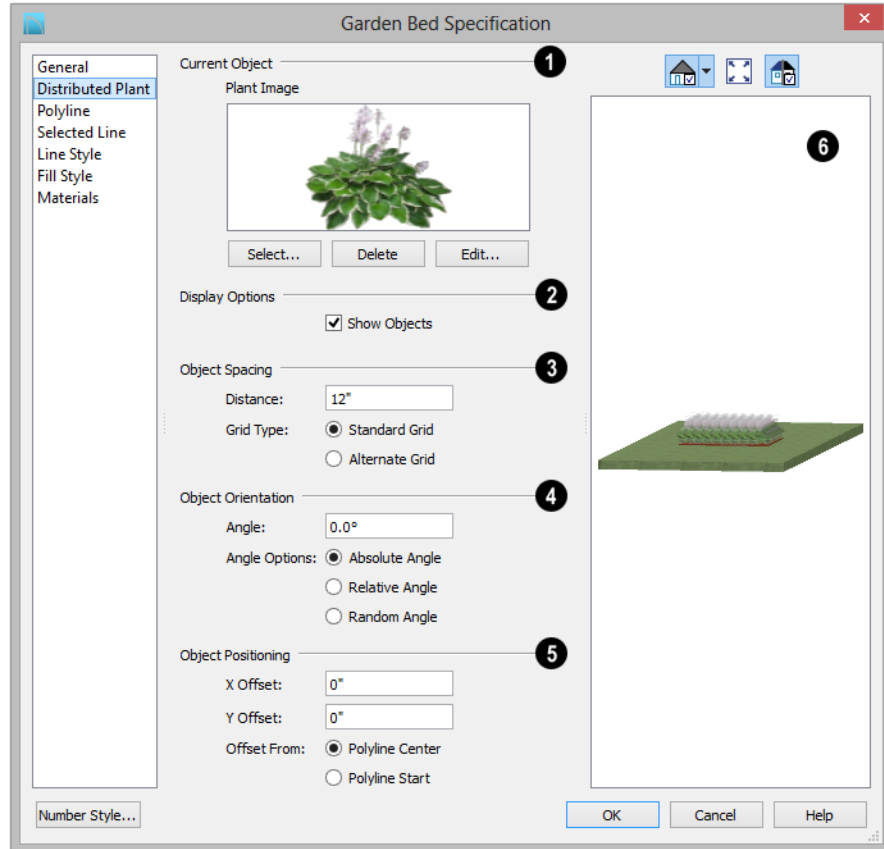 Garden Bed Specification
General
Distributed Plant
Polyline
Selected Line
Line Style
Fill Style
Materials
Current Object 1
Plant Image
Select... Delete Edit...
Display Options 2
Show Objects
Object Spacing 3
Distance: 12"
Grid Type: Standard Grid
Alternate Grid
Object Orientation 4
Angle: 0.0°
Angle Options: Absolute Angle
Relative Angle
Random Angle
Object Positioning 5
X Offset: 0"
Y Offset: 0"
Offset From: Polyline Center
Polyline Start
6
Number Style... OK Cancel Help